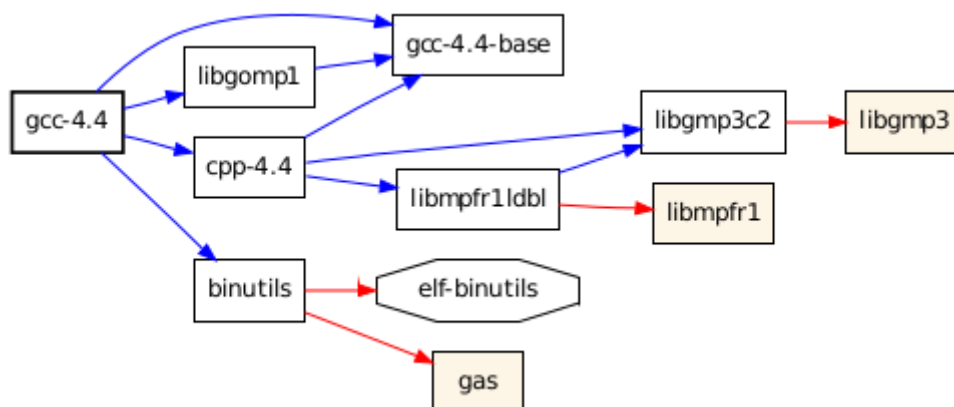 gcc-4.4-base
libgomp1
gcc-4.4
libgmp3c2
libgmp3
cpp-4.4
libmpfr1ldbl
libmpfr1
binutils
elf-binutils
gas